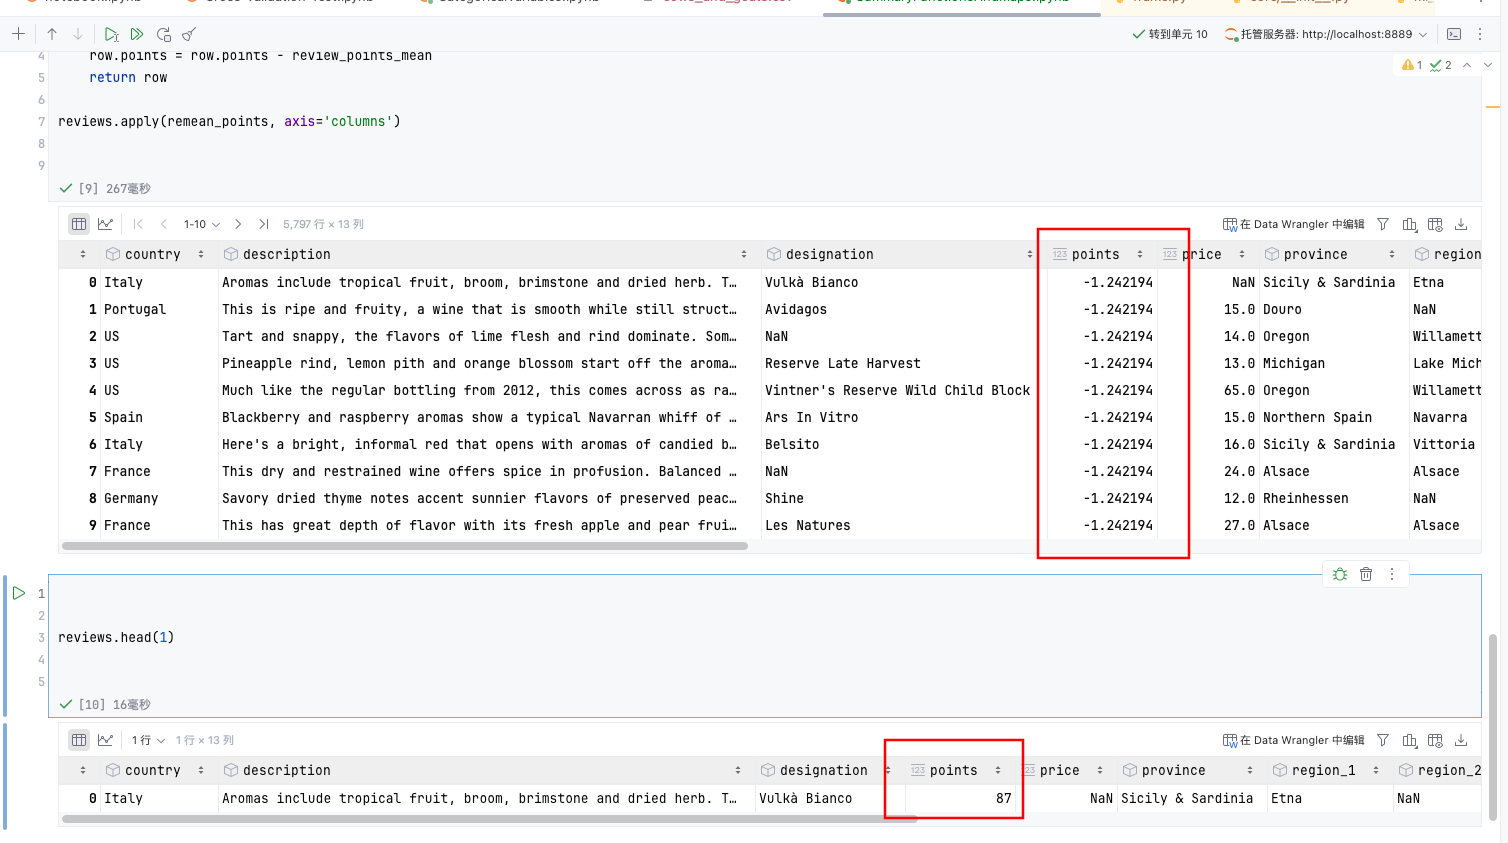 转到单元 10 托管服务器: http://localhost:8889
1 2
4 row.points = row.points - review_points_mean
5 return row
6
7 reviews.apply(remean_points, axis='columns')
8
9
[9] 267毫秒
1-10 5,797 行 × 13 列 在 Data Wrangler 中编辑
country description designation points price province region
0 Italy Aromas include tropical fruit, broom, brimstone and dried herb. T… Vulkà Bianco -1.242194 NaN Sicily & Sardinia Etna
1 Portugal This is ripe and fruity, a wine that is smooth while still struct… Avidagos -1.242194 15.0 Douro NaN
2 US Tart and snappy, the flavors of lime flesh and rind dominate. Som… NaN -1.242194 14.0 Oregon Willamett
3 US Pineapple rind, lemon pith and orange blossom start off the aroma… Reserve Late Harvest -1.242194 13.0 Michigan Lake Mich
4 US Much like the regular bottling from 2012, this comes across as ra… Vintner's Reserve Wild Child Block -1.242194 65.0 Oregon Willamett
5 Spain Blackberry and raspberry aromas show a typical Navarran whiff of … Ars In Vitro -1.242194 15.0 Northern Spain Navarra
6 Italy Here's a bright, informal red that opens with aromas of candied b… Belsito -1.242194 16.0 Sicily & Sardinia Vittoria
7 France This dry and restrained wine offers spice in profusion. Balanced … NaN -1.242194 24.0 Alsace Alsace
8 Germany Savory dried thyme notes accent sunnier flavors of preserved peac… Shine -1.242194 12.0 Rheinhessen NaN
9 France This has great depth of flavor with its fresh apple and pear frui… Les Natures -1.242194 27.0 Alsace Alsace
1
2
3 reviews.head(1)
4
5
[10] 16毫秒
1 行 1 行 × 13 列 在 Data Wrangler 中编辑
country description designation points price province region_1 region_2
0 Italy Aromas include tropical fruit, broom, brimstone and dried herb. T… Vulkà Bianco 87 NaN Sicily & Sardinia Etna NaN